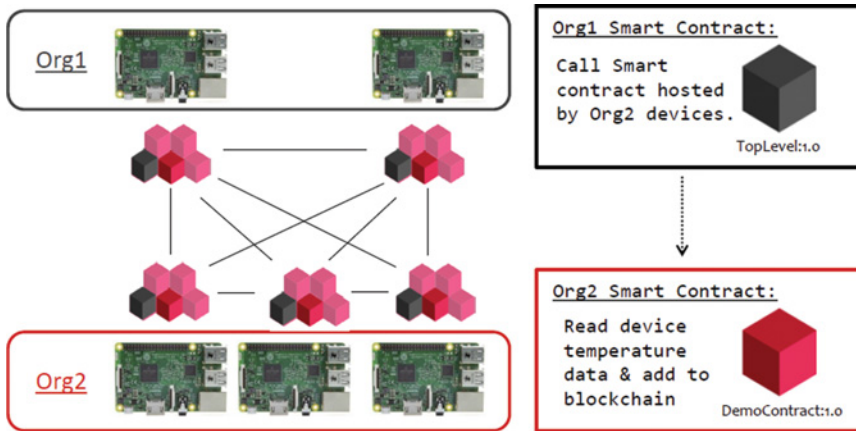 Org1
Org2
Org1 Smart Contract:
Call Smart
contract hosted
by Org2 devices.
TopLevel:1.0
Org2 Smart Contract:
Read device
temperature
data & add to
blockchain
DemoContract:1.0